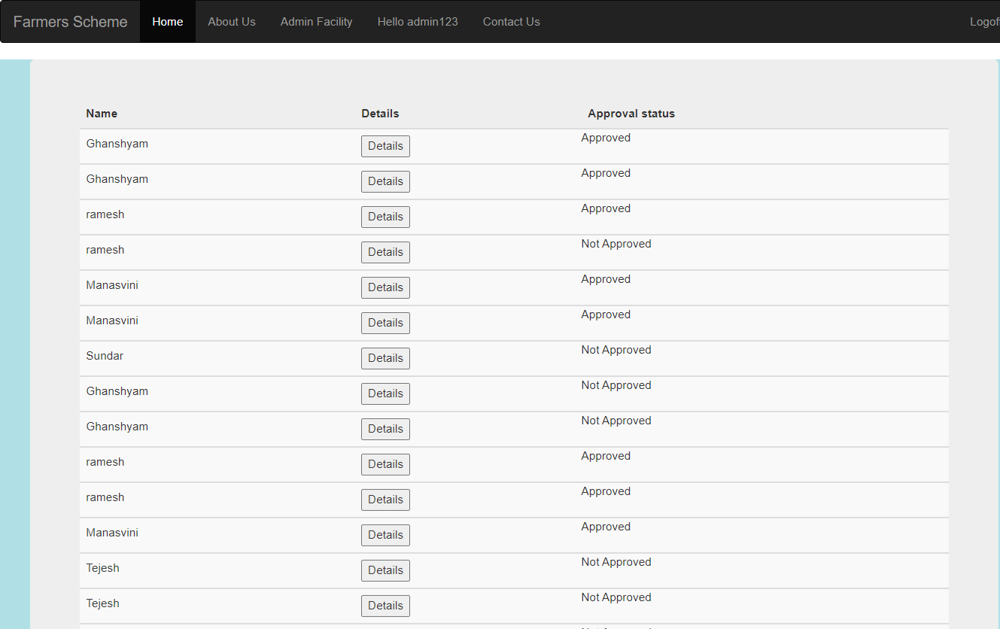 Farmers Scheme Home About Us Admin Facility Hello admin123 Contact Us Logof
Name Details Approval status
Ghanshyam Details Approved
Ghanshyam Details Approved
ramesh Details Approved
ramesh Details Not Approved
Manasvini Details Approved
Manasvini Details Approved
Sundar Details Not Approved
Ghanshyam Details Not Approved
Ghanshyam Details Not Approved
ramesh Details Approved
ramesh Details Approved
Manasvini Details Approved
Tejesh Details Not Approved
Tejesh Details Not Approved